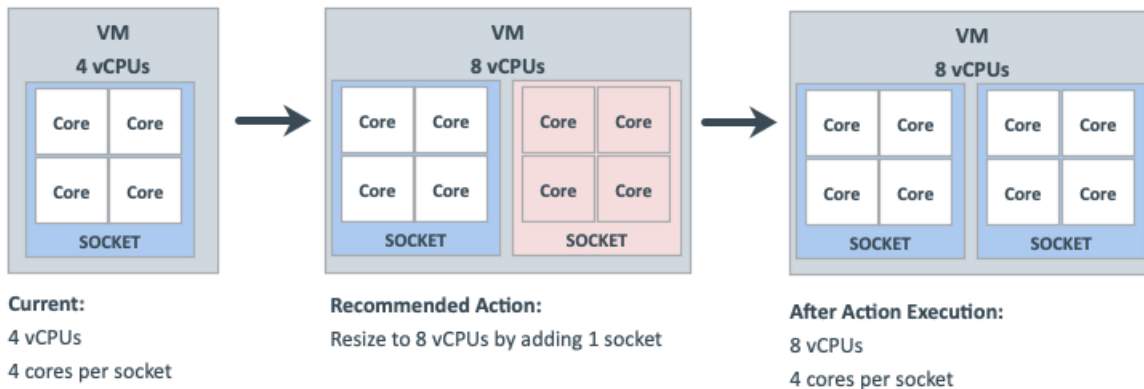 VM
4 vCPUs
Core Core
Core Core
SOCKET
VM
8 vCPUs
Core Core Core Core
Core Core Core Core
SOCKET SOCKET
VM
8 vCPUs
Core Core Core Core
Core Core Core Core
SOCKET SOCKET
Current:
4 vCPUs
4 cores per socket
Recommended Action:
Resize to 8 vCPUs by adding 1 socket
After Action Execution:
8 vCPUs
4 cores per socket